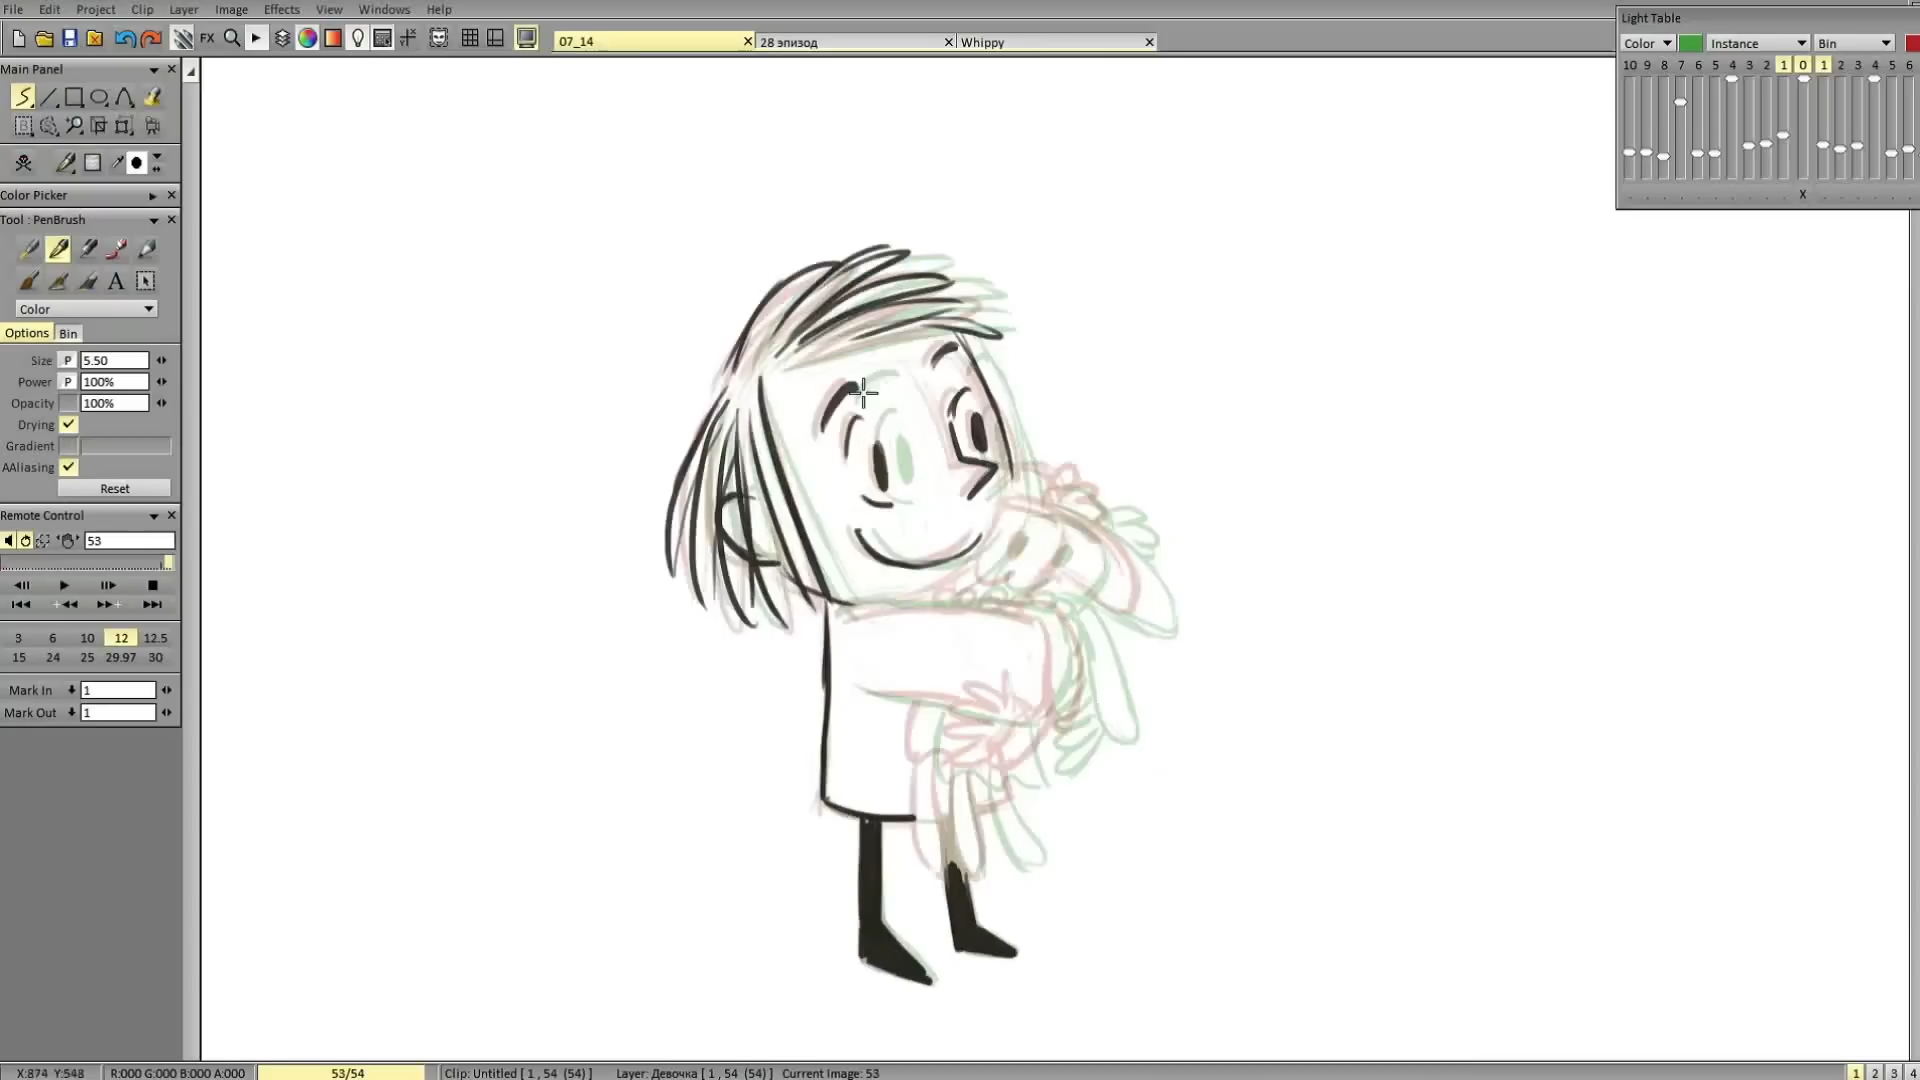 File Edit Project Clip Layer Image Effects View Windows Help
FX 07_14 28 эпизод Whippy
Light Table
Color Instance Bin
10 9 8 7 6 5 4 3 2 1 0 1 2 3 4 5 6
X
Main Panel
Color Picker
Tool : PenBrush
A
Color
Options Bin
Size P 5.50
Power P 100%
Opacity 100%
Drying
Gradient
AAliasing
Reset
Remote Control
53
3 6 10 12 12.5
15 24 25 29.97 30
Mark In 1
Mark Out 1
X:874 Y:548 R:000 G:000 B:000 A:000 53/54 Clip: Untitled [ 1 , 54 (54) ] Layer: Девочка [ 1 , 54 (54) ] Current Image: 53 1 2 3 4